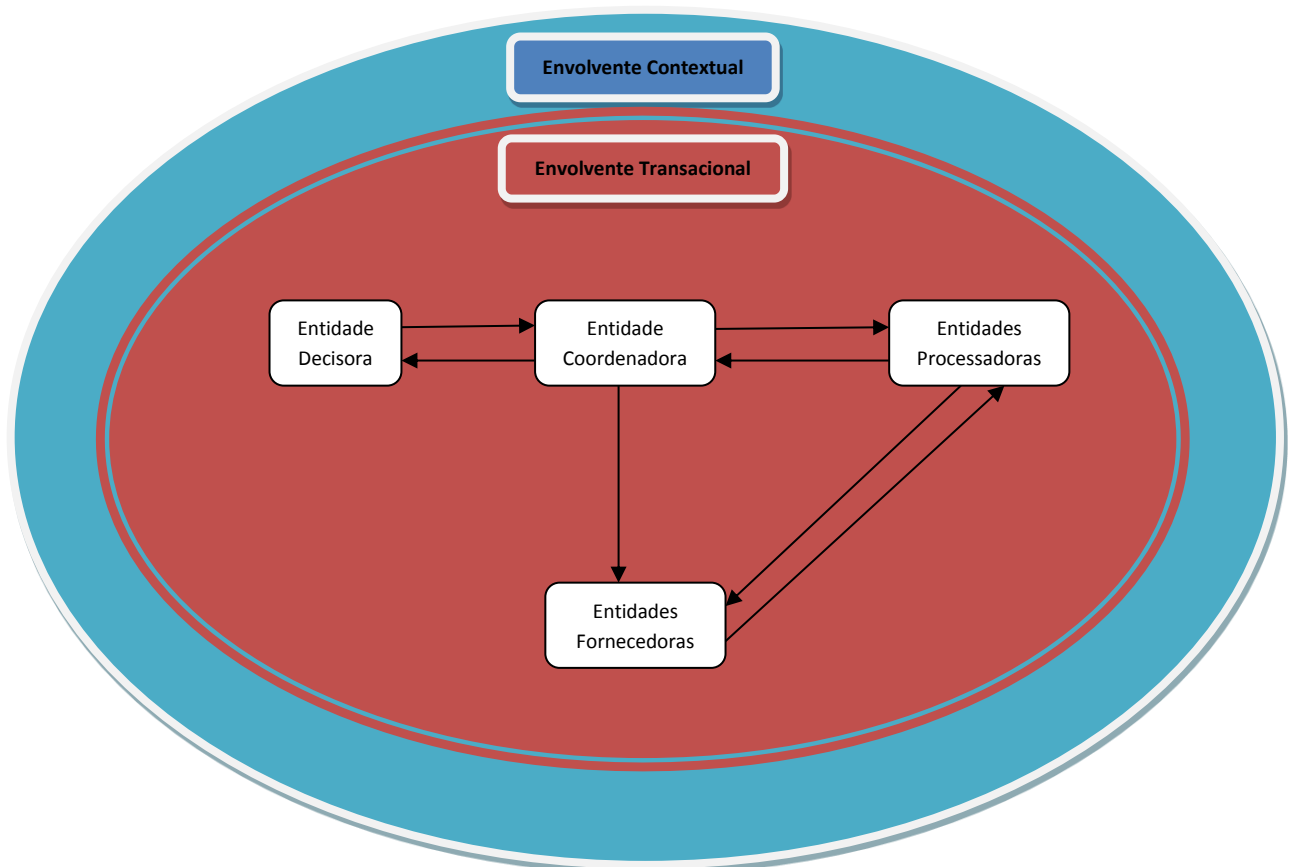 Envolvente Contextual
Envolvente Transacional
Entidade
Decisora
Entidade
Coordenadora
Entidades
Processadoras
Entidades
Fornecedoras